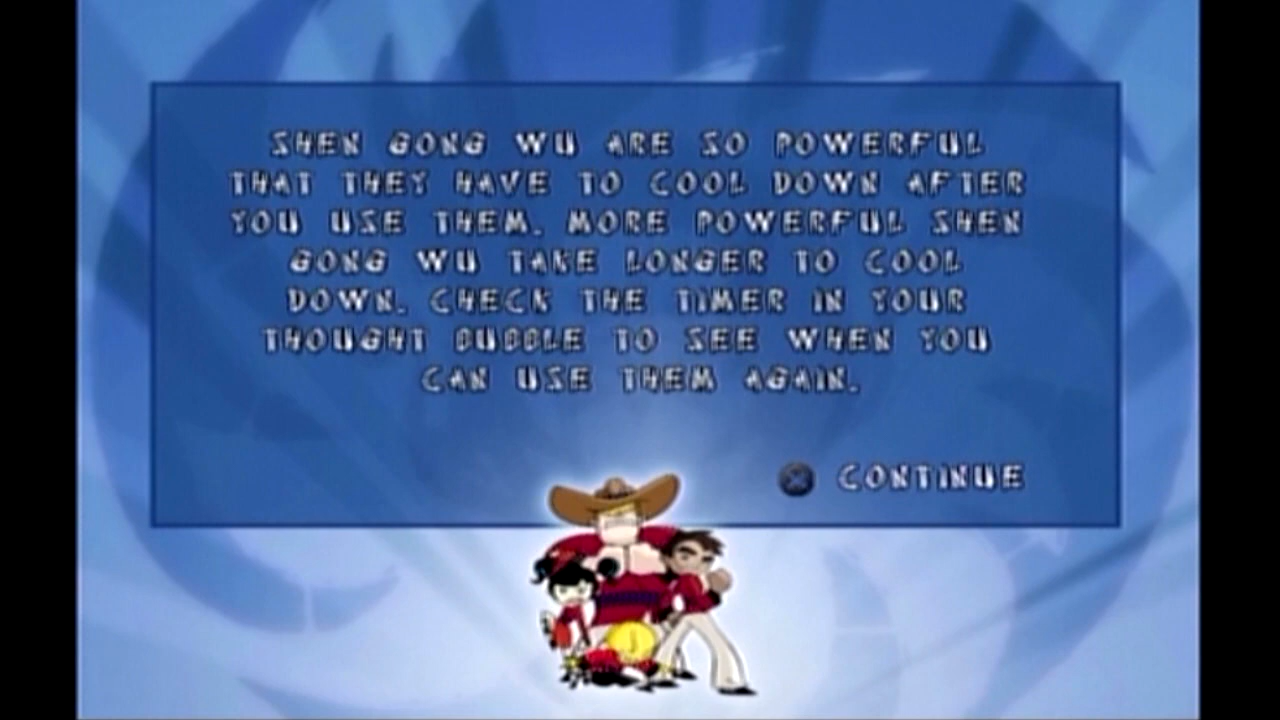 SHEN GONG WU ARE SO POWERFUL
THAT THEY HAVE TO COOL DOWN AFTER
YOU USE THEM. MORE POWERFUL SHEN
GONG WU TAKE LONGER TO COOL
DOWN. CHECK THE TIMER IN YOUR
THOUGHT BUBBLE TO SEE WHEN YOU
CAN USE THEM AGAIN.
CONTINUE